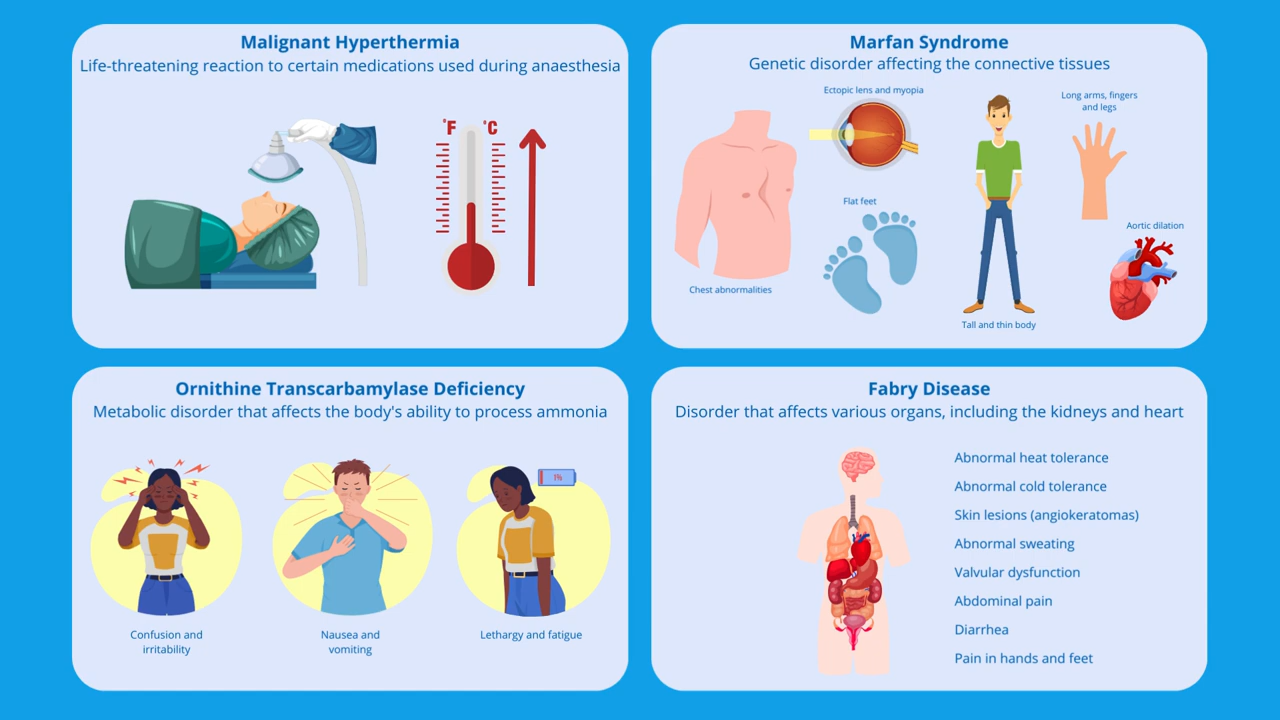 Malignant Hyperthermia
Life-threatening reaction to certain medications used during anaesthesia
°F °C
Marfan Syndrome
Genetic disorder affecting the connective tissues
Ectopic lens and myopia
Long arms, fingers
and legs
Flat feet
Aortic dilation
Chest abnormalities
Tall and thin body
Ornithine Transcarbamylase Deficiency
Metabolic disorder that affects the body's ability to process ammonia
1%
Confusion and
irritability
Nausea and
vomiting
Lethargy and fatigue
Fabry Disease
Disorder that affects various organs, including the kidneys and heart
Abnormal heat tolerance
Abnormal cold tolerance
Skin lesions (angiokeratomas)
Abnormal sweating
Valvular dysfunction
Abdominal pain
Diarrhea
Pain in hands and feet